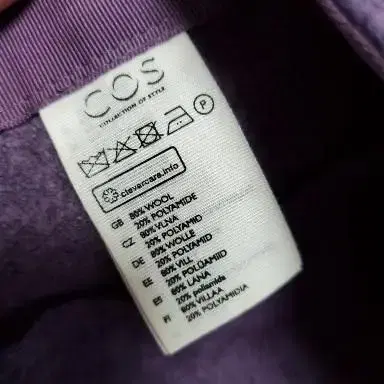 COS
COLLECTION OF STYLE
P
clevercare.info
GB 80% WOOL
20% POLYAMIDE
CZ 80% VLNA
20% POLYAMID
DE 80% WOLLE
20% POLYAMID
EE 80% VILL
20% POLÜAMIID
ES 80% LANA
20% poliamida
FI 80% VILLAA
20% POLYAMIDIA